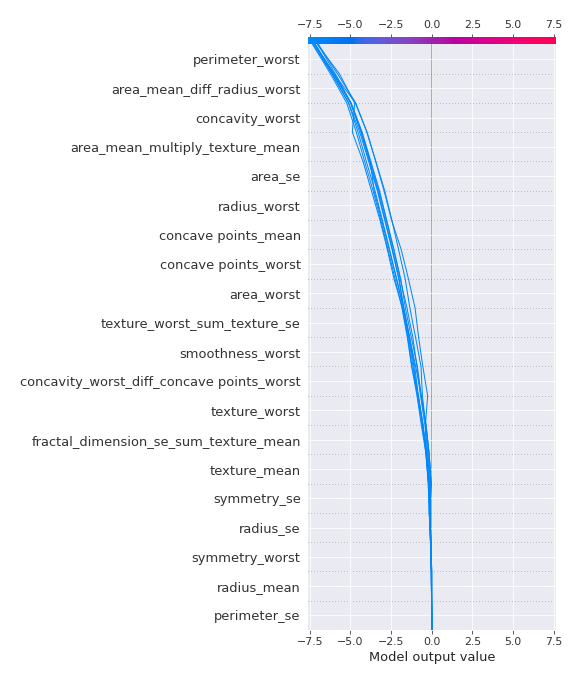 −7.5 −5.0 −2.5 0.0 2.5 5.0 7.5
perimeter_worst
area_mean_diff_radius_worst
concavity_worst
area_mean_multiply_texture_mean
area_se
radius_worst
concave points_mean
concave points_worst
area_worst
texture_worst_sum_texture_se
smoothness_worst
concavity_worst_diff_concave points_worst
texture_worst
fractal_dimension_se_sum_texture_mean
texture_mean
symmetry_se
radius_se
symmetry_worst
radius_mean
perimeter_se
−7.5 −5.0 −2.5 0.0 2.5 5.0 7.5
Model output value